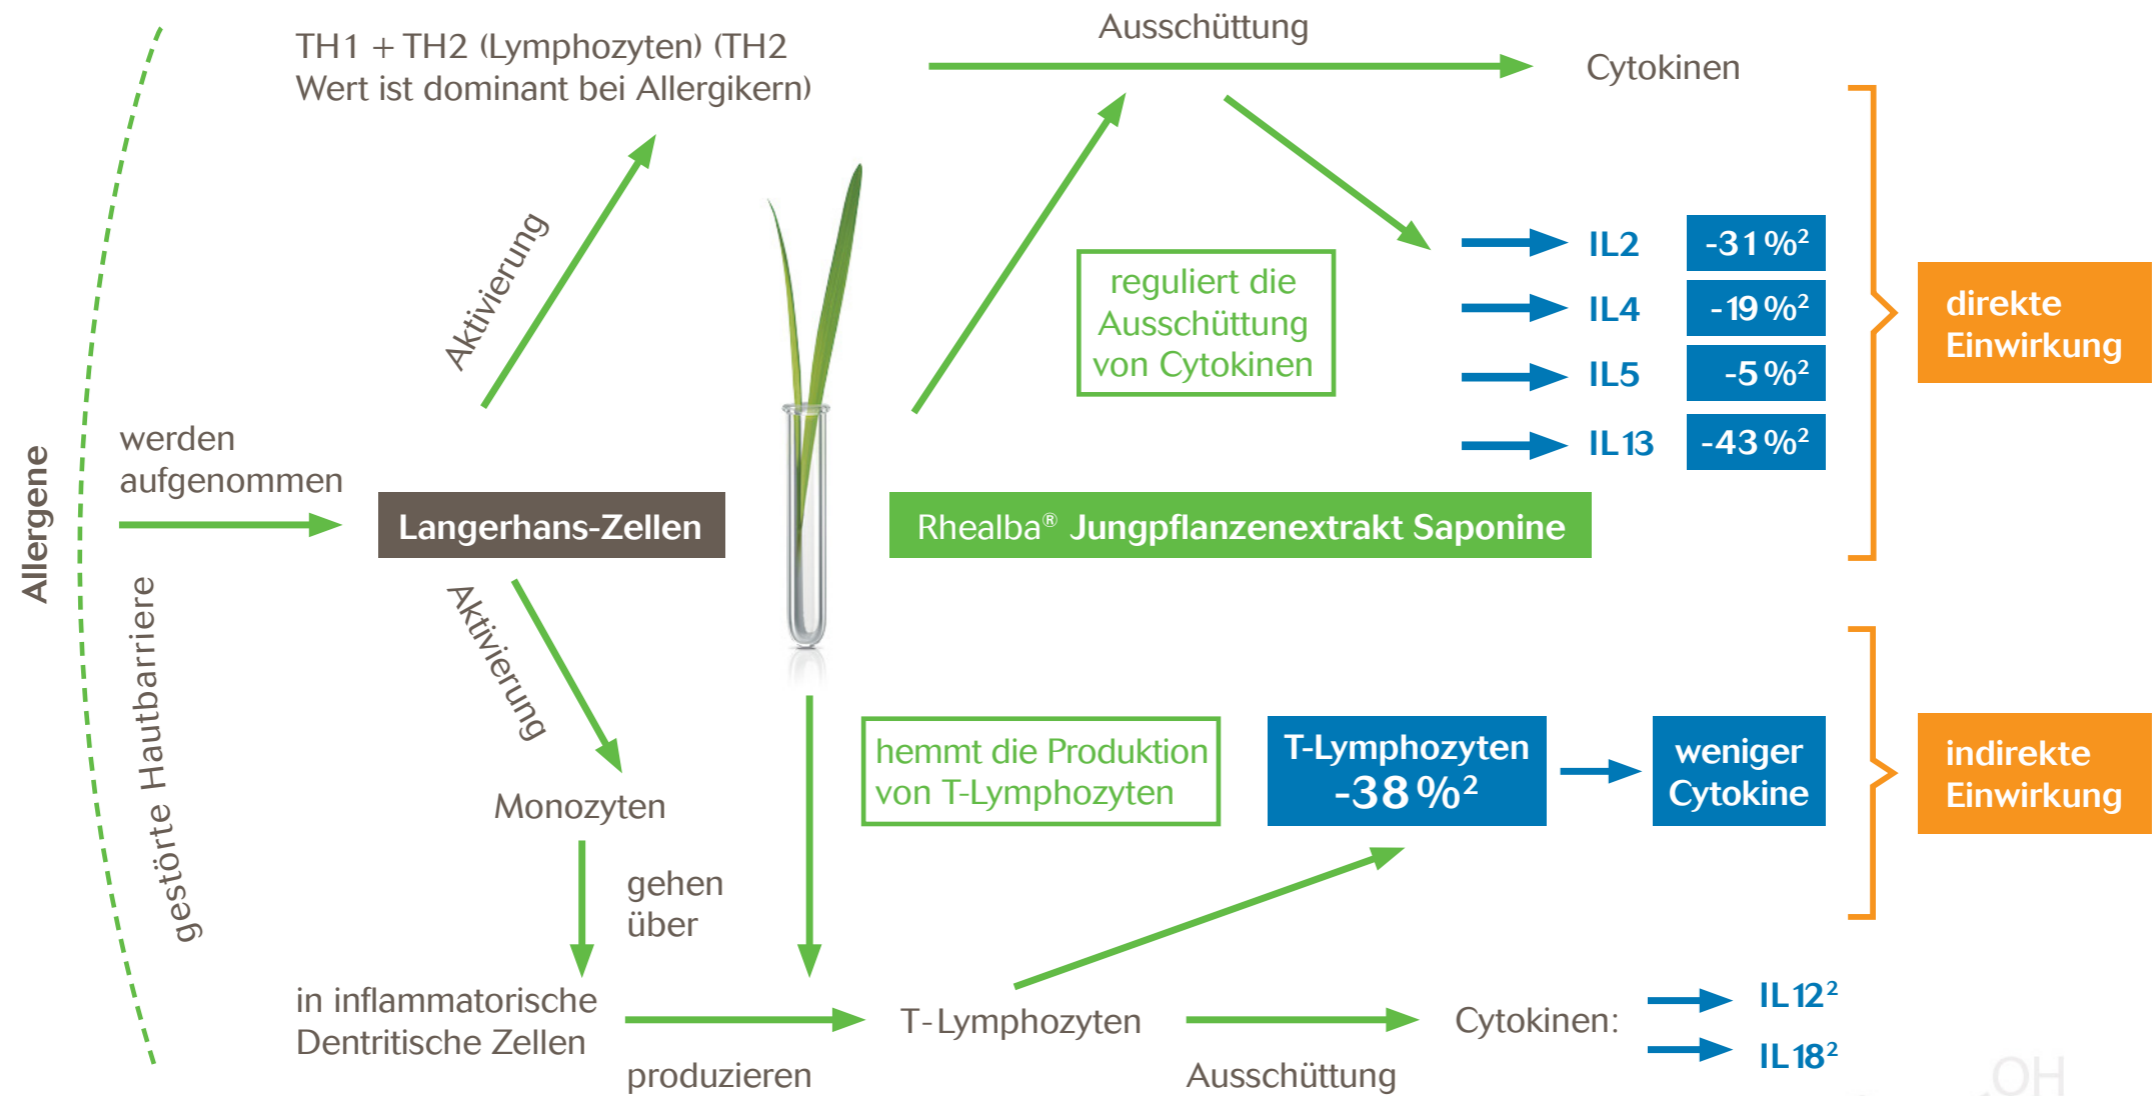 Allergene
gestörte Hautbarriere
werden
aufgenommen
Langerhans-Zellen
Aktivierung
TH1 + TH2 (Lymphozyten) (TH2
Wert ist dominant bei Allergikern)
Ausschüttung
Cytokinen
reguliert die
Ausschüttung
von Cytokinen
IL2 -31 %²
IL4 -19 %²
IL5 -5 %²
IL13 -43 %²
direkte
Einwirkung
Rhealba® Jungpflanzenextrakt Saponine
Aktivierung
Monozyten
gehen
über
in inflammatorische
Dentritische Zellen
produzieren
hemmt die Produktion
von T-Lymphozyten
T-Lymphozyten
-38 %²
weniger
Cytokine
indirekte
Einwirkung
T-Lymphozyten
Ausschüttung
Cytokinen:
IL12²
IL18²
OH